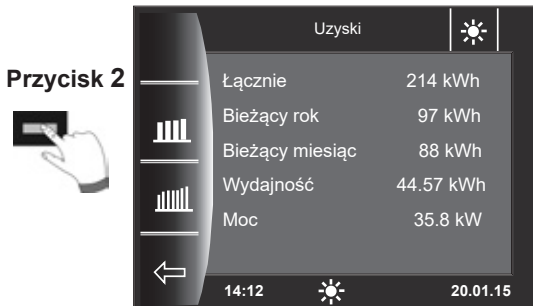 Uzyski
Przycisk 2
Łącznie 214 kWh
Bieżący rok 97 kWh
Bieżący miesiąc 88 kWh
Wydajność 44.57 kWh
Moc 35.8 kW
14:12 20.01.15